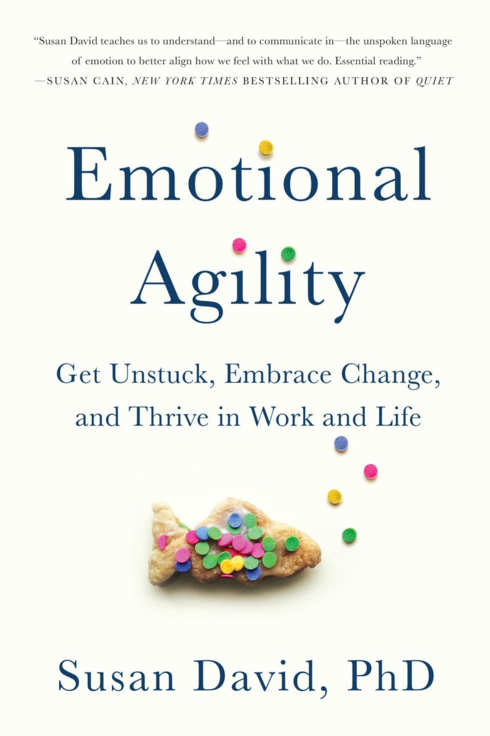 “Susan David teaches us to understand—and to communicate in—the unspoken language
of emotion to better align how we feel with what we do. Essential reading.”
—SUSAN CAIN, NEW YORK TIMES BESTSELLING AUTHOR OF QUIET
Emotional
Agility
Get Unstuck, Embrace Change,
and Thrive in Work and Life
Susan David, PhD